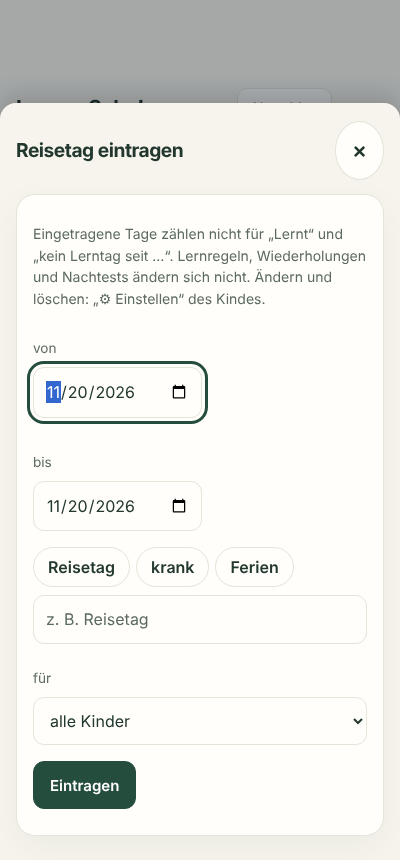 Reisetag eintragen
×
Eingetragene Tage zählen nicht für „Lernt“ und
„kein Lerntag seit …“. Lernregeln, Wiederholungen
und Nachtests ändern sich nicht. Ändern und
löschen: „⚙ Einstellen“ des Kindes.
von
11/20/2026
bis
11/20/2026
Reisetag krank Ferien
z. B. Reisetag
für
alle Kinder
Eintragen